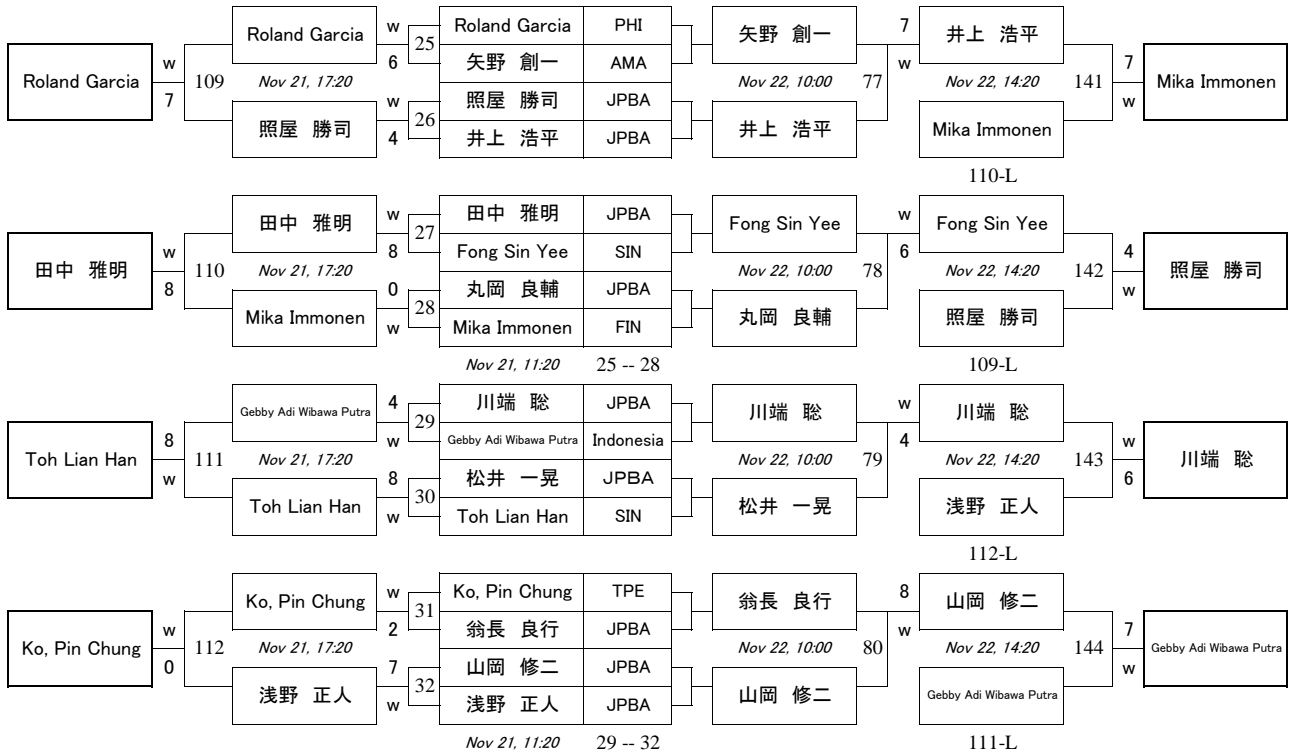 Roland Garcia
w
7
109
Roland Garcia
Nov 21, 17:20
照屋 勝司
w
6
w
4
25
26
Roland Garcia PHI
矢野 創一 AMA
照屋 勝司 JPBA
井上 浩平 JPBA
矢野 創一
Nov 22, 10:00 77
井上 浩平
7
w
井上 浩平
Nov 22, 14:20 141
Mika Immonen
110-L
7
w
Mika Immonen
田中 雅明
w
8
110
田中 雅明
Nov 21, 17:20
Mika Immonen
w
8
0
w
27
28
田中 雅明 JPBA
Fong Sin Yee SIN
丸岡 良輔 JPBA
Mika Immonen FIN
Nov 21, 11:20 25 -- 28
Fong Sin Yee
Nov 22, 10:00 78
丸岡 良輔
w
6
Fong Sin Yee
Nov 22, 14:20 142
照屋 勝司
109-L
4
w
照屋 勝司
Toh Lian Han
8
w
111
Gebby Adi Wibawa Putra
Nov 21, 17:20
Toh Lian Han
4
w
8
w
29
30
川端 聡 JPBA
Gebby Adi Wibawa Putra Indonesia
松井 一晃 JPBA
Toh Lian Han SIN
川端 聡
Nov 22, 10:00 79
松井 一晃
w
4
川端 聡
Nov 22, 14:20 143
浅野 正人
112-L
w
6
川端 聡
Ko, Pin Chung
w
0
112
Ko, Pin Chung
Nov 21, 17:20
浅野 正人
w
2
7
w
31
32
Ko, Pin Chung TPE
翁長 良行 JPBA
山岡 修二 JPBA
浅野 正人 JPBA
Nov 21, 11:20 29 -- 32
翁長 良行
Nov 22, 10:00 80
山岡 修二
8
w
山岡 修二
Nov 22, 14:20 144
Gebby Adi Wibawa Putra
111-L
7
w
Gebby Adi Wibawa Putra